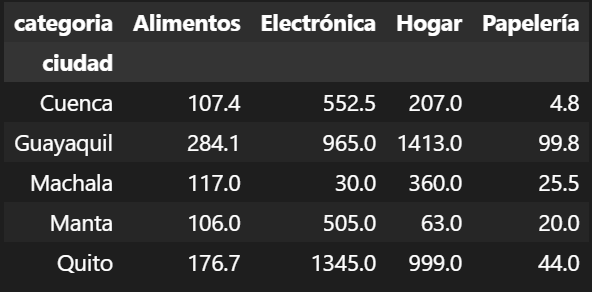 categoria Alimentos Electrónica Hogar Papelería
ciudad
Cuenca 107.4 552.5 207.0 4.8
Guayaquil 284.1 965.0 1413.0 99.8
Machala 117.0 30.0 360.0 25.5
Manta 106.0 505.0 63.0 20.0
Quito 176.7 1345.0 999.0 44.0